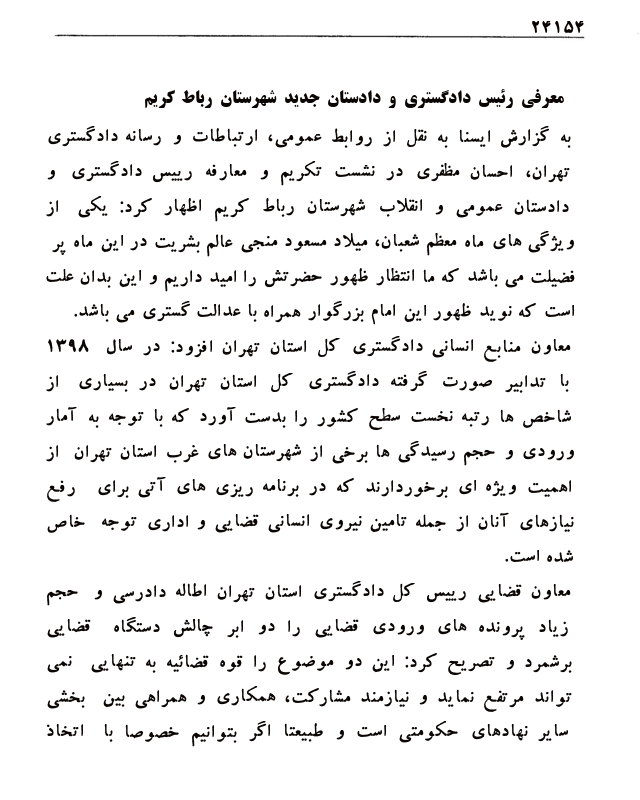 ۲۴۱۵۴
معرفی رئیس دادگستری و دادستان جدید شهرستان رباط کریم
به گزارش ایسنا به نقل از روابط عمومی، ارتباطات و رسانه دادگستری
تهران، احسان مظفری در نشست تکریم و معارفه رییس دادگستری و
دادستان عمومی و انقلاب شهرستان رباط کریم اظهار کرد: یکی از
ویژگی های ماه معظم شعبان، میلاد مسعود منجی عالم بشریت در این ماه پر
فضیلت می باشد که ما انتظار ظهور حضرتش را امید داریم و این بدان علت
است که نوید ظهور این امام بزرگوار همراه با عدالت گستری می باشد.
معاون منابع انسانی دادگستری کل استان تهران افزود: در سال ۱۳۹۸
با تدابیر صورت گرفته دادگستری کل استان تهران در بسیاری از
شاخص ها رتبه نخست سطح کشور را بدست آورد که با توجه به آمار
ورودی و حجم رسیدگی ها برخی از شهرستان های غرب استان تهران از
اهمیت ویژه ای برخوردارند که در برنامه ریزی های آتی برای رفع
نیازهای آنان از جمله تامین نیروی انسانی قضایی و اداری توجه خاص
شده است.
معاون قضایی رییس کل دادگستری استان تهران اطاله دادرسی و حجم
زیاد پرونده های ورودی قضایی را دو ابر چالش دستگاه قضایی
برشمرد و تصریح کرد: این دو موضوع را قوه قضائیه به تنهایی نمی
تواند مرتفع نماید و نیازمند مشارکت، همکاری و همراهی بین بخشی
سایر نهادهای حکومتی است و طبیعتا اگر بتوانیم خصوصا با اتخاذ